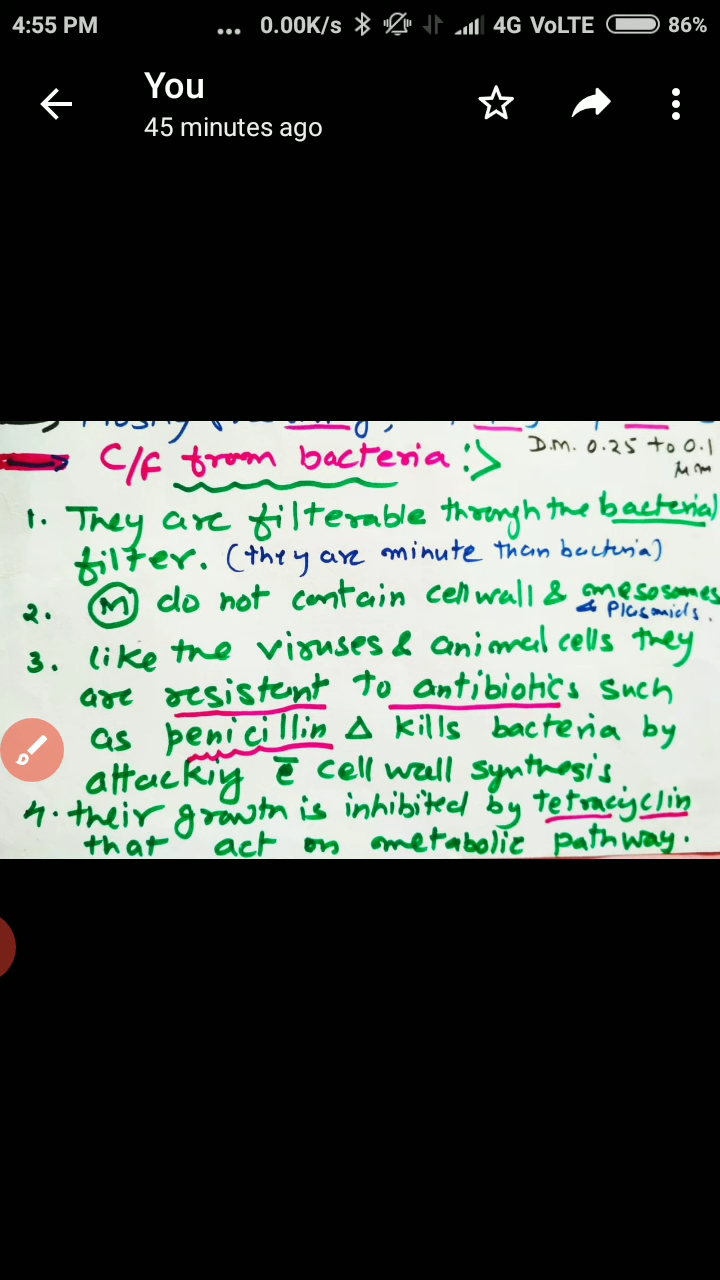 4:55 PM ... 0.00K/s 4G VoLTE 86%
You
45 minutes ago
C/F from bacteria :>
D.M. 0.25 to 0.1
μm
1. They are filterable through the bacterial
filter. (they are minute than bacteria)
2. (M) do not contain cell wall & mesosomes
& Plasmids.
3. like the viruses & animal cells they
are resistent to antibiotics such
as penicillin Δ kills bacteria by
attackiy c̄ cell wall synthesis
4. their growth is inhibited by tetracyclin
that act on metabolic pathway.